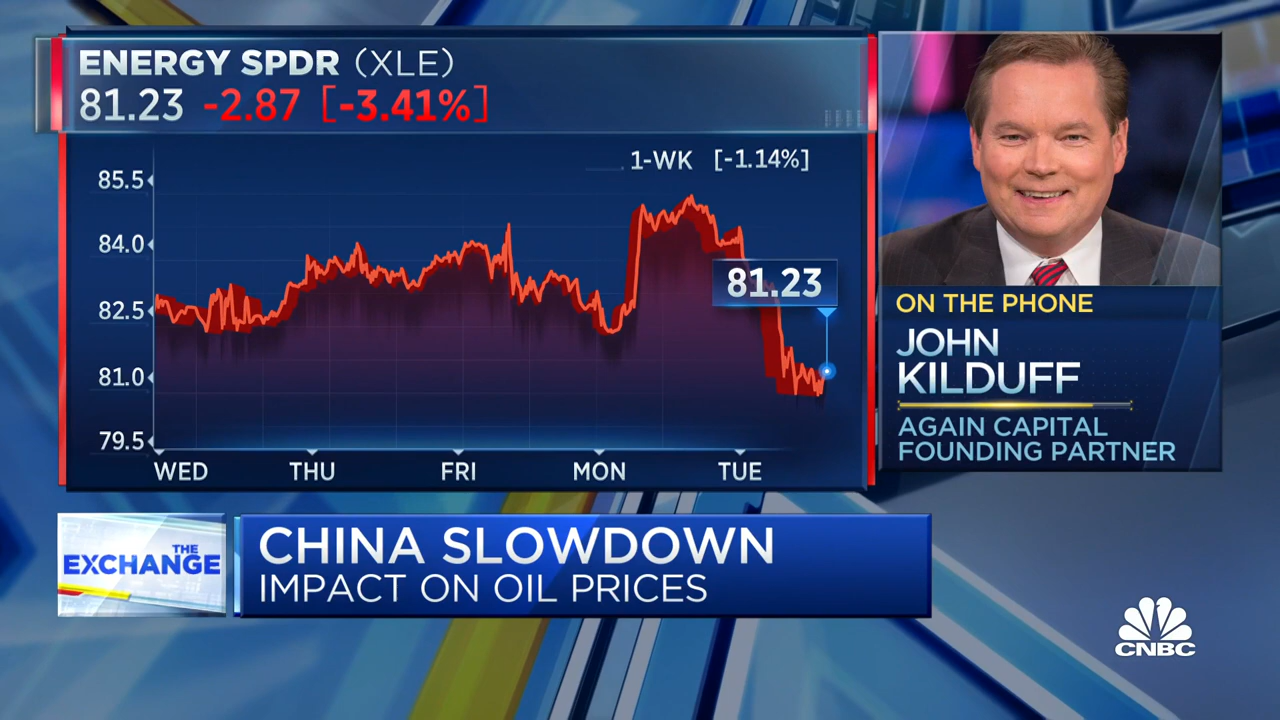 ENERGY SPDR (XLE)
81.23 -2.87 [-3.41%]
1-WK [-1.14%]
85.5
84.0
82.5
81.0
79.5
81.23
WED THU FRI MON TUE
ON THE PHONE
JOHN
KILDUFF
AGAIN CAPITAL
FOUNDING PARTNER
THE
EXCHANGE
CHINA SLOWDOWN
IMPACT ON OIL PRICES
CNBC